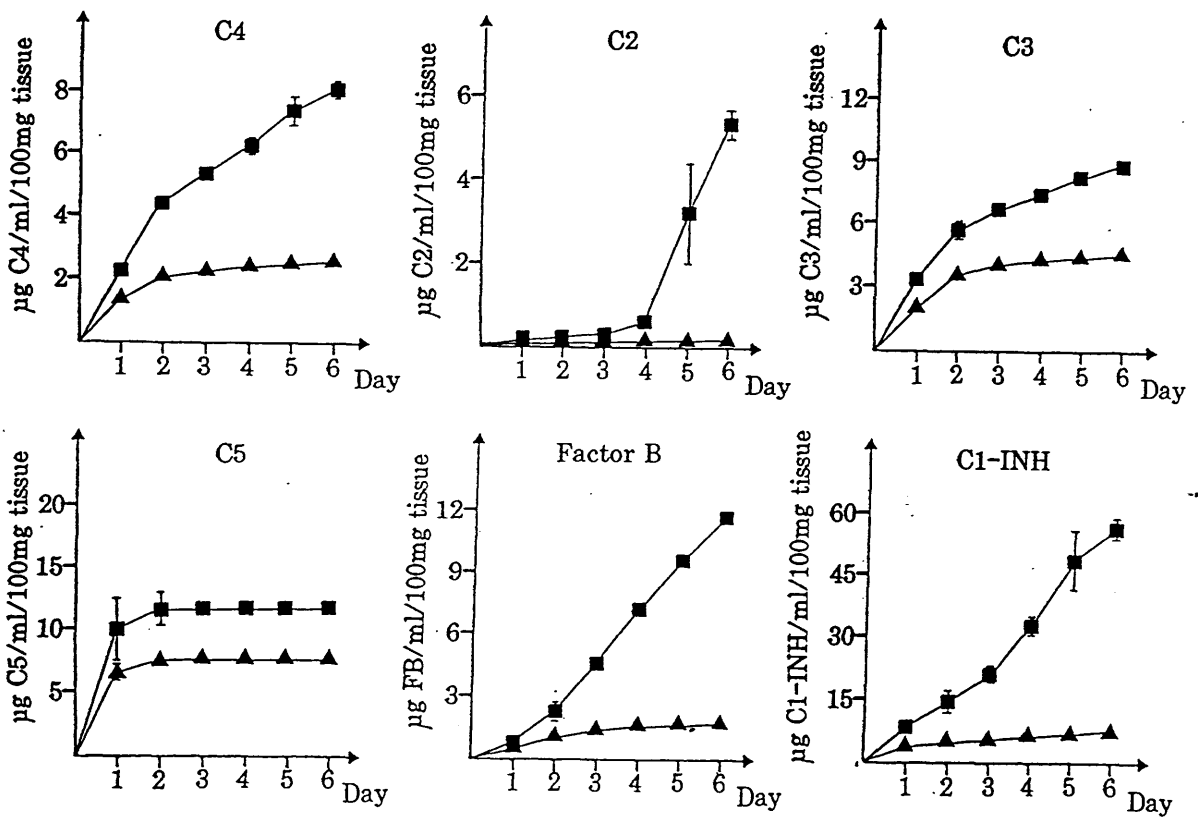 C4
µg C4/ml/100mg tissue
8
6
4
2
1 2 3 4 5 6 Day
C2
µg C2/ml/100mg tissue
6
4
2
1 2 3 4 5 6 Day
C3
µg C3/ml/100mg tissue
12
9
6
3
1 2 3 4 5 6 Day
C5
µg C5/ml/100mg tissue
20
15
10
5
1 2 3 4 5 6 Day
Factor B
µg FB/ml/100mg tissue
12
9
6
3
1 2 3 4 5 6 Day
C1-INH
µg C1-INH/ml/100mg tissue
60
45
30
15
1 2 3 4 5 6 Day